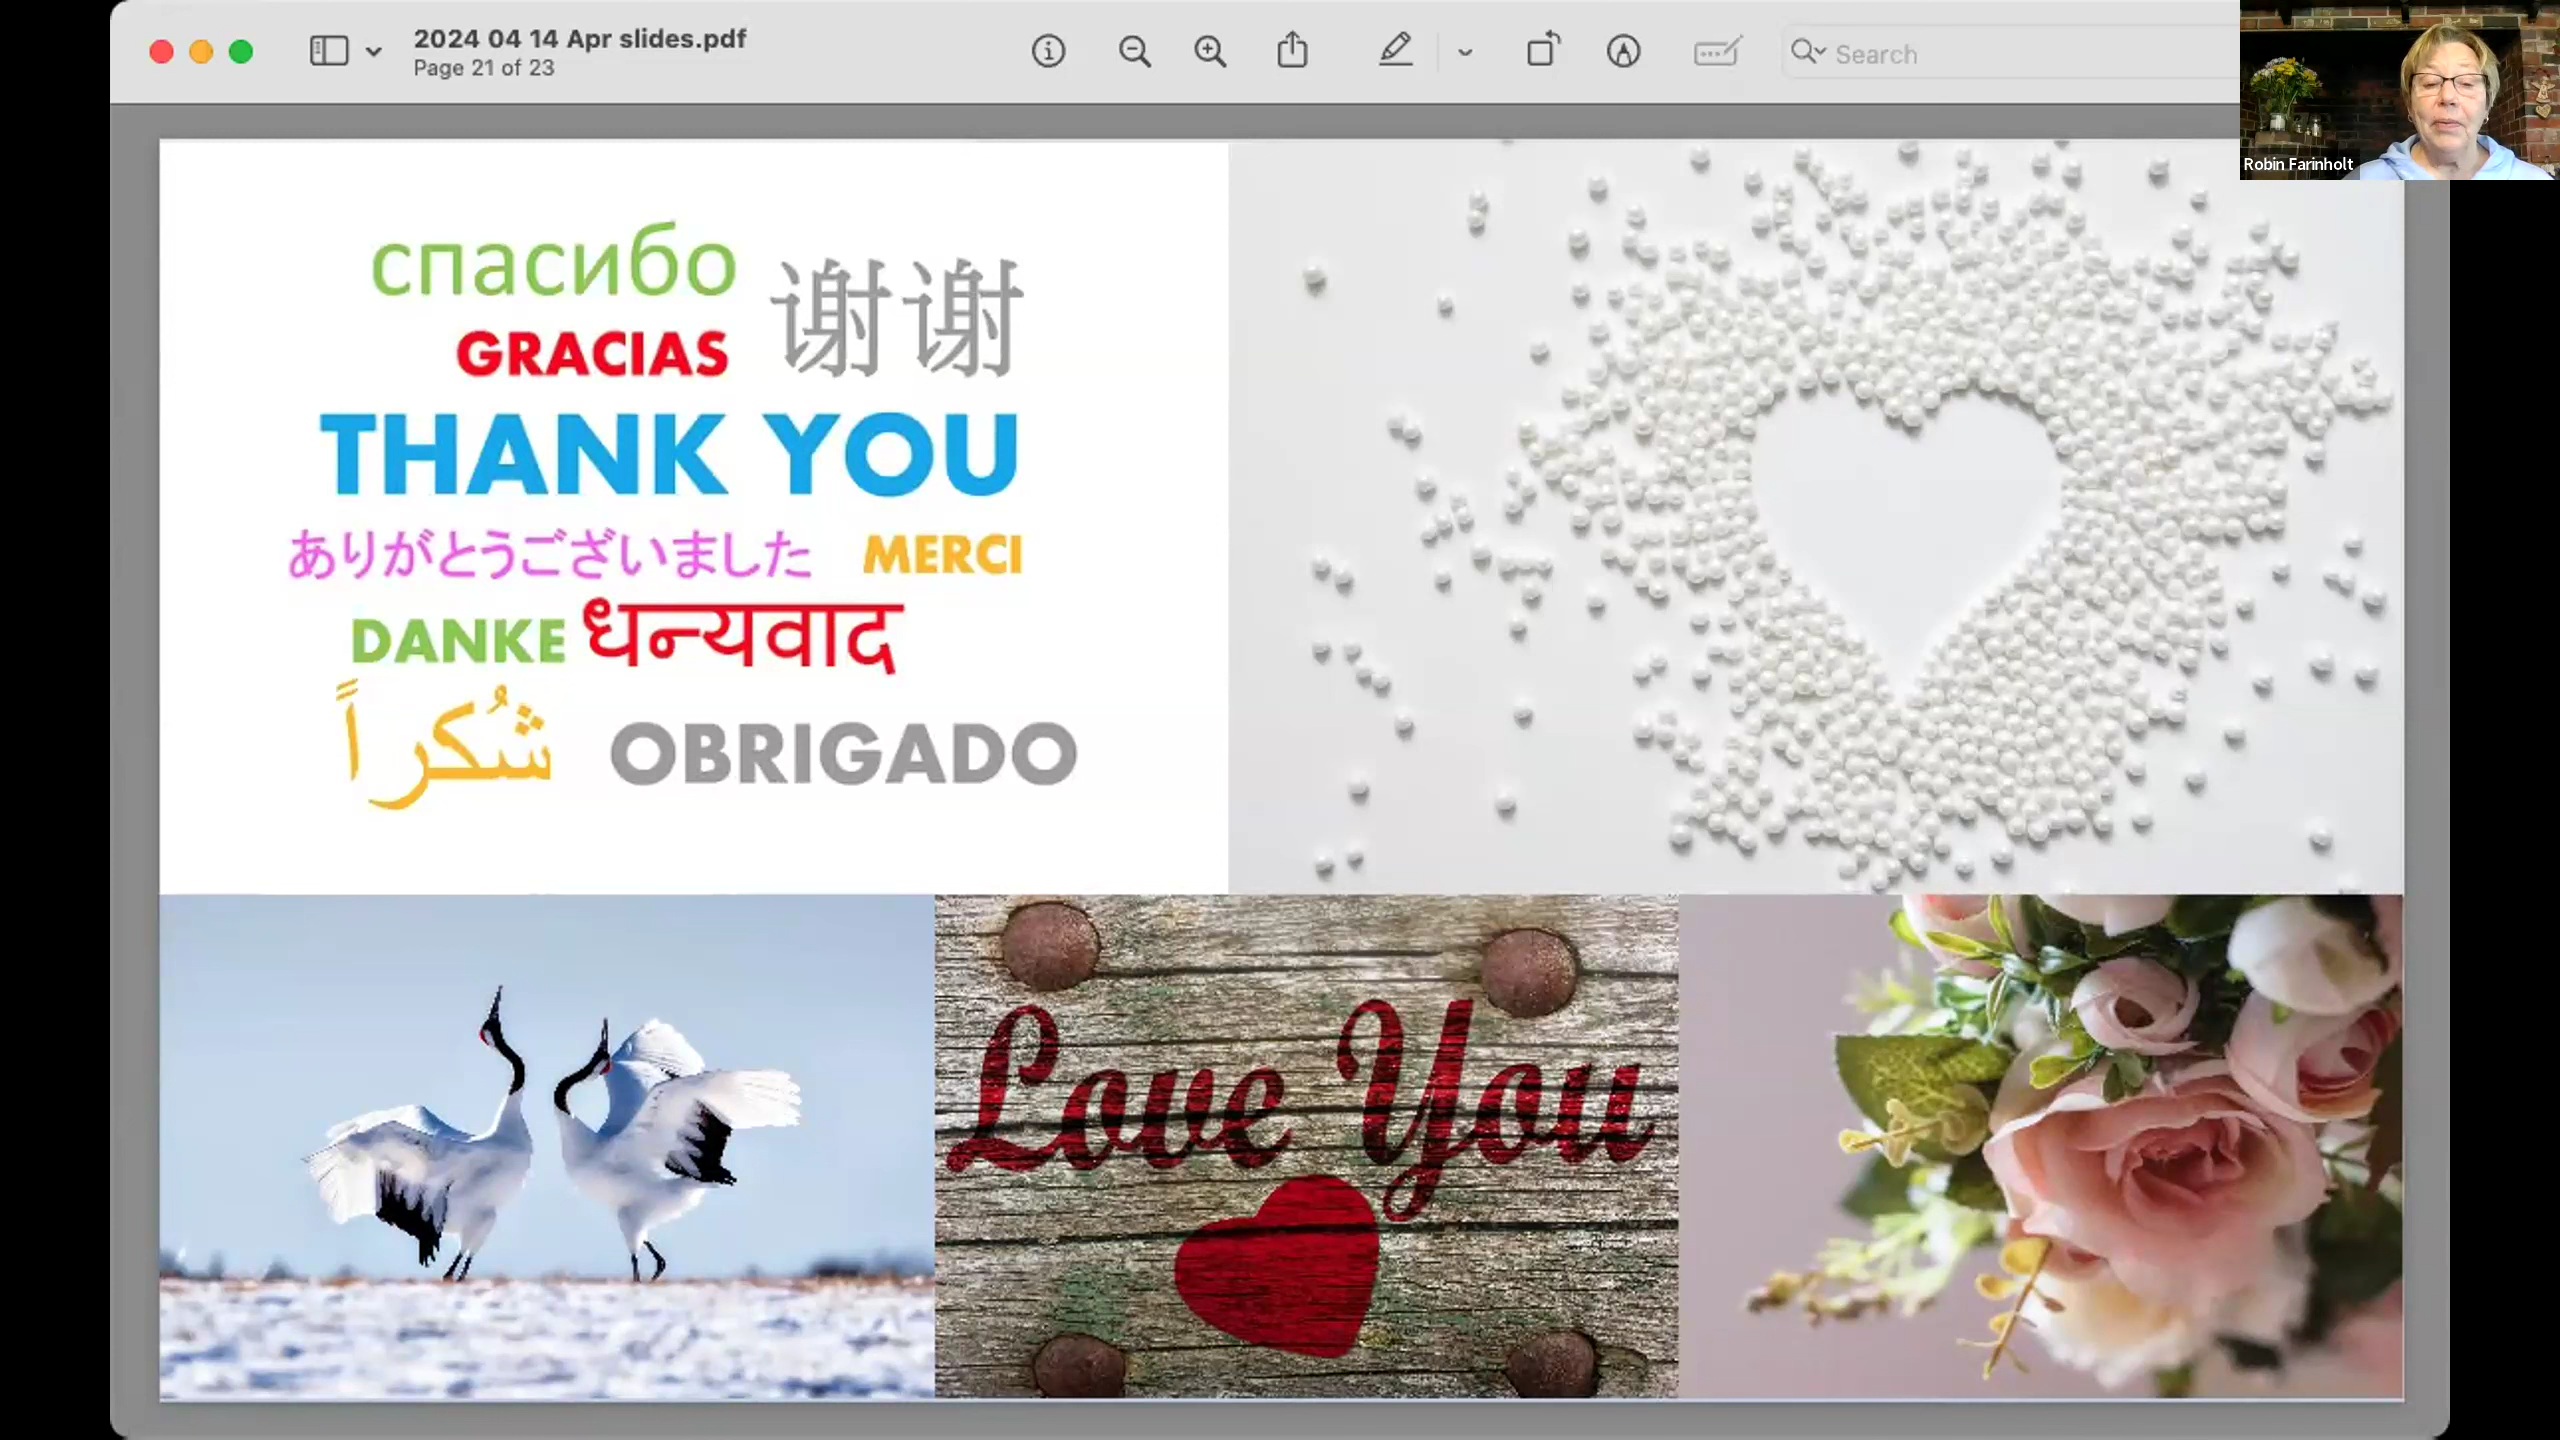 2024 04 14 Apr slides.pdf
Page 21 of 23
Search
Robin Farinholt
спасибо
谢谢
GRACIAS
THANK YOU
ありがとうございました
MERCI
DANKE
धन्यवाद
شُكراً
OBRIGADO
Love You